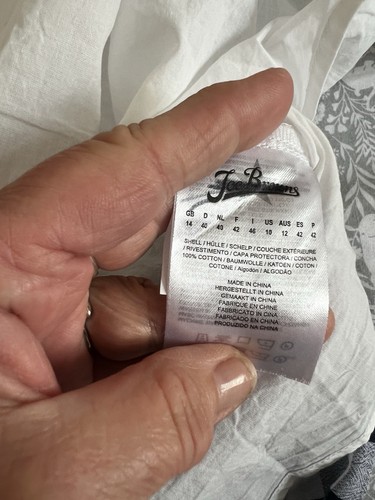 Joe Browns
GB D NL F I US AUS ES P
14 40 40 42 46 10 12 42 42
SHELL / HÜLLE / SCHELP / COUCHE EXTÉRIEURE
/ RIVESTIMENTO / CAPA PROTECTORA / CONCHA
100% COTTON / BAUMWOLLE / KATOEN / COTON /
COTONE / Algodón / ALGODÃO
MADE IN CHINA
HERGESTELLT IN CHINA
GEMAAKT IN CHINA
FABRIQUÉ EN CHINE
FABBRICATO IN CINA
FABRICADO EN CHINA
PRODUZIDO NA CHINA